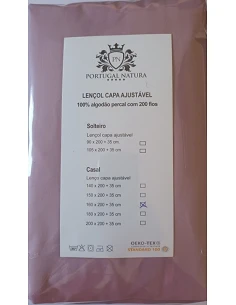 PN
PORTUGAL NATURA
LENÇOL CAPA AJUSTÁVEL
100% algodão percal com 200 fios
Solteiro
Lençol capa ajustável
90 x 200 + 35 cm
105 x 200 + 35 cm
Casal
Lençol capa ajustável
140 x 200 + 35 cm
150 x 200 + 35 cm
160 x 200 + 35 cm
180 x 200 + 35 cm
200 x 200 + 35 cm
OEKO-TEX®
STANDARD 100